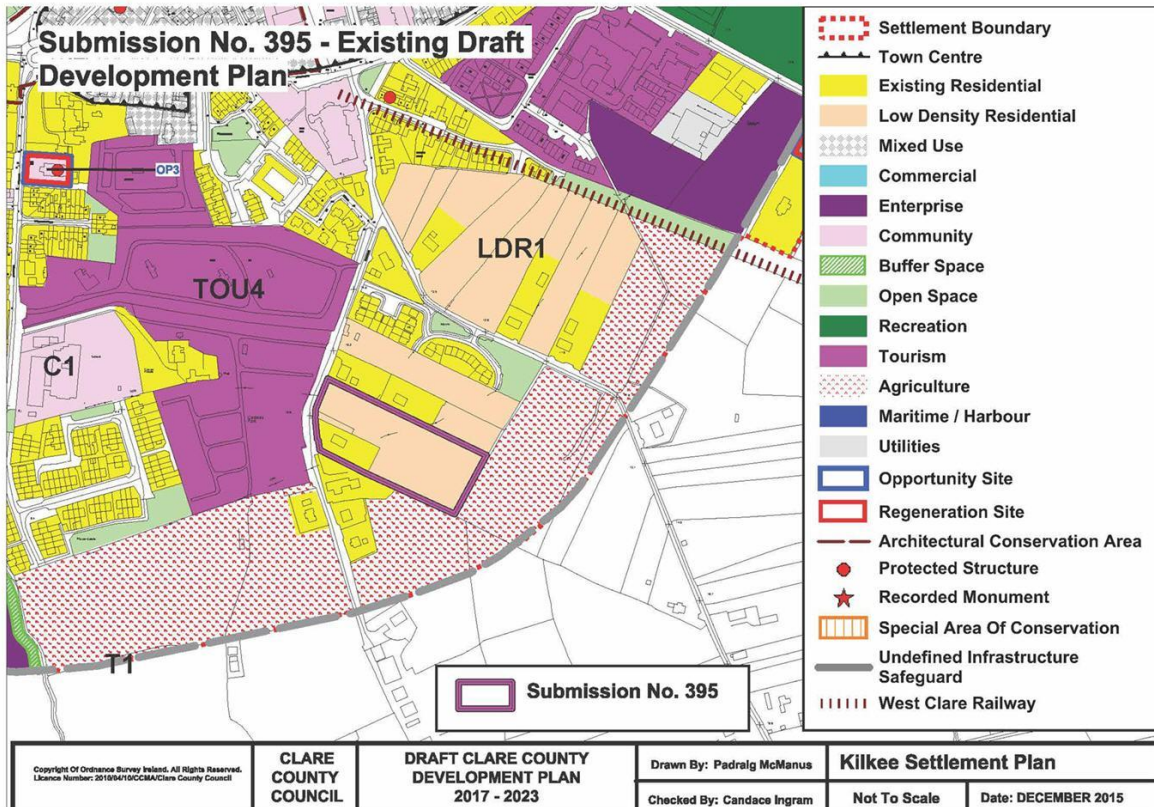 Submission No. 395 - Existing Draft
Development Plan
OP3
TOU4
LDR1
C1
T1
Submission No. 395
Settlement Boundary
Town Centre
Existing Residential
Low Density Residential
Mixed Use
Commercial
Enterprise
Community
Buffer Space
Open Space
Recreation
Tourism
Agriculture
Maritime / Harbour
Utilities
Opportunity Site
Regeneration Site
Architectural Conservation Area
Protected Structure
Recorded Monument
Special Area Of Conservation
Undefined Infrastructure
Safeguard
West Clare Railway
Copyright Of Ordnance Survey Ireland. All Rights Reserved.
Licence Number: 2010/04/10/CCMA/Clare County Council
CLARE
COUNTY
COUNCIL
DRAFT CLARE COUNTY
DEVELOPMENT PLAN
2017 - 2023
Drawn By: Padraig McManus
Checked By: Candace Ingram
Kilkee Settlement Plan
Not To Scale
Date: DECEMBER 2015